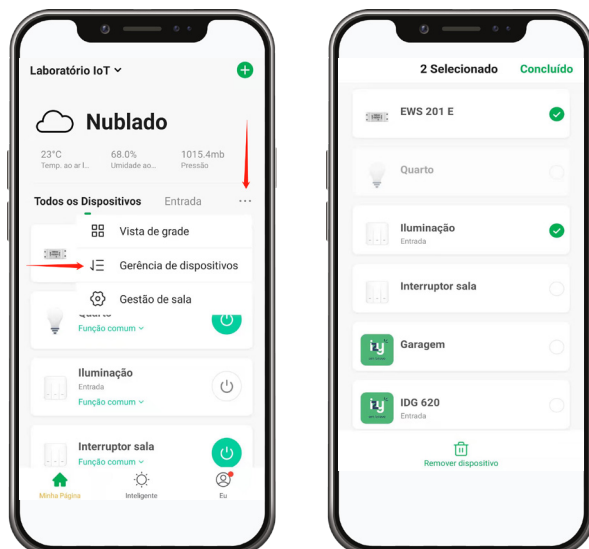 Laboratório IoT
Nublado
23°C 68.0% 1015.4mb
Temp. ao ar l... Umidade ao... Pressão
Todos os Dispositivos Entrada ...
Vista de grade
Gerência de dispositivos
Gestão de sala
Função comum
Iluminação
Entrada
Função comum
Interruptor sala
Função comum
Minha Página Inteligente Eu
2 Selecionado Concluído
EWS 201 E
Quarto
Iluminação
Entrada
Interruptor sala
Garagem
IDG 620
Entrada
Remover dispositivo